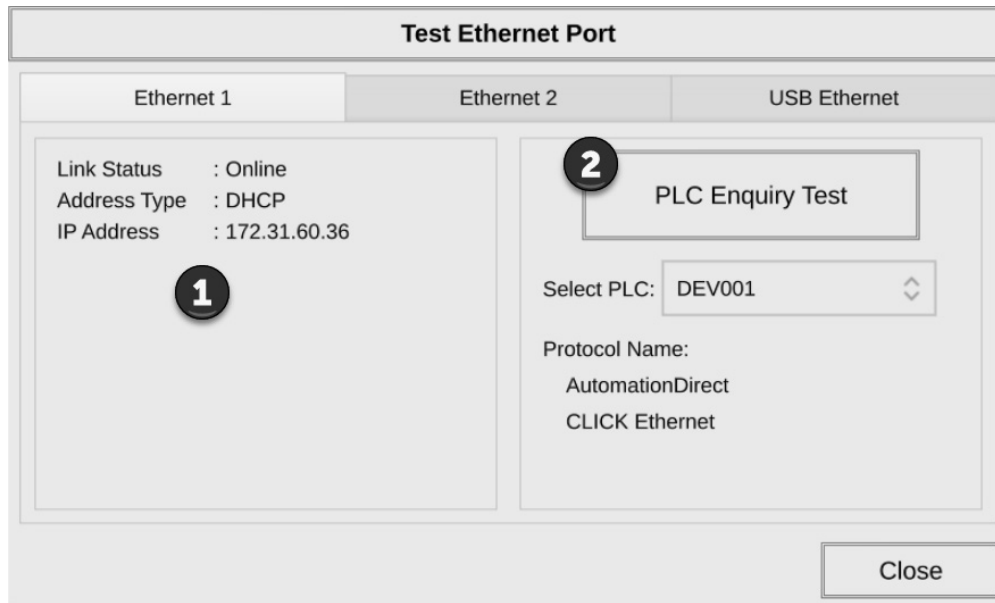 Test Ethernet Port
Ethernet 1
Ethernet 2
USB Ethernet
Link Status : Online
Address Type : DHCP
IP Address : 172.31.60.36
1
2
PLC Enquiry Test
Select PLC: DEV001
Protocol Name:
AutomationDirect
CLICK Ethernet
Close